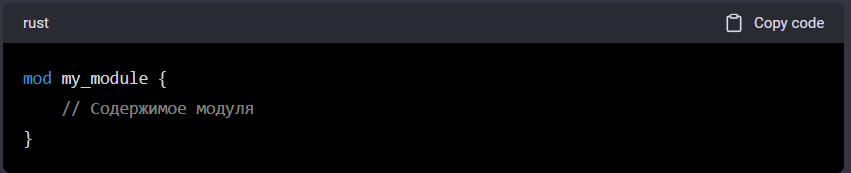 rust Copy code
mod my_module {
// Содержимое модуля
}